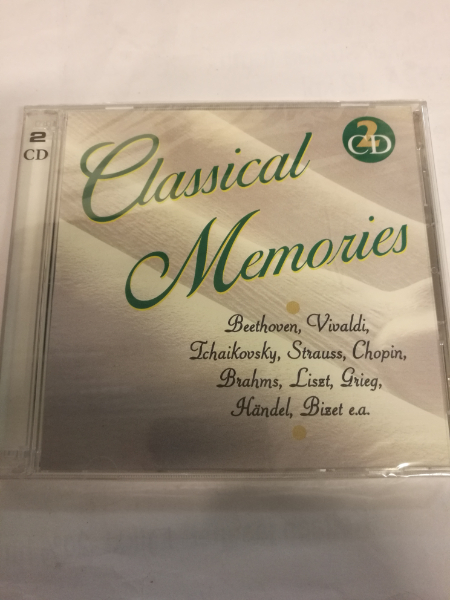 2
CD
2
CD
Classical
Memories
Beethoven, Vivaldi,
Tchaikovsky, Strauss, Chopin,
Brahms, Liszt, Grieg,
Händel, Bizet e.a.